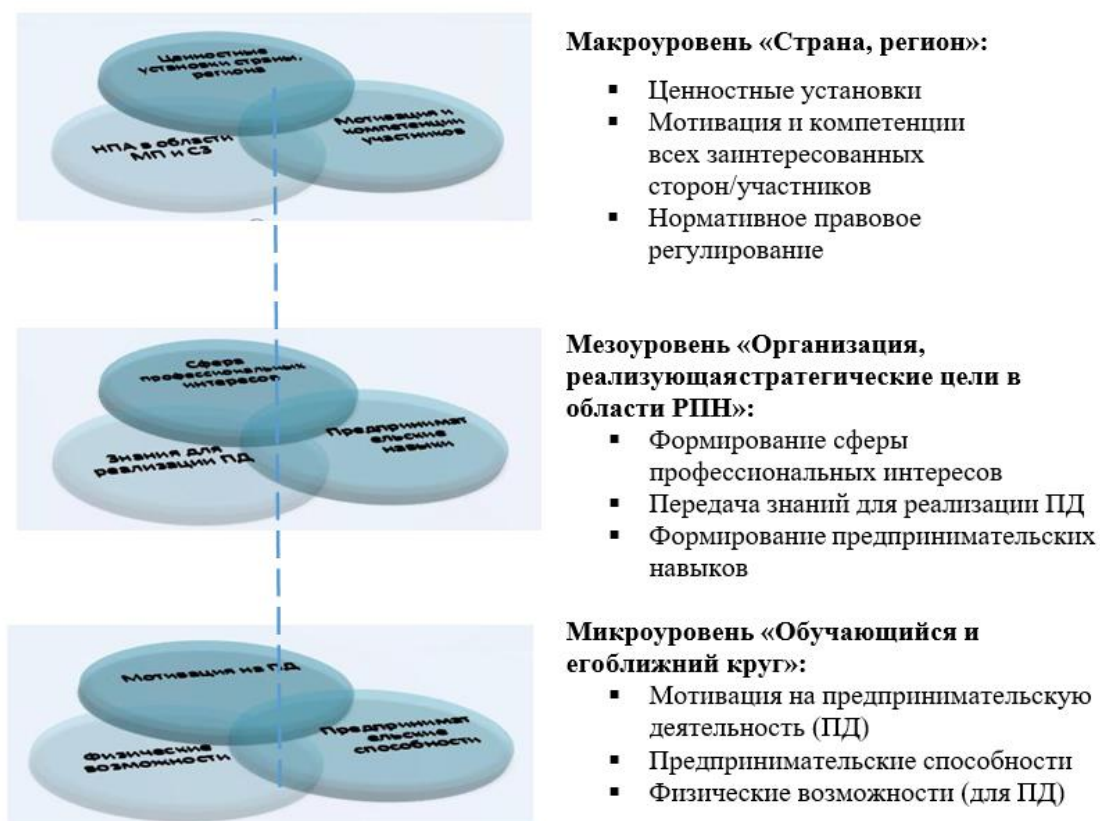 Ценностные
установки страны,
региона
НПА в области
МП и СЗ
Мотивация и
компетенции
участников
Макроуровень «Страна, регион»:
▪ Ценностные установки
▪ Мотивация и компетенции
всех заинтересованных
сторон/участников
▪ Нормативное правовое
регулирование
Сфера
профессиональных
интересов
Знания для
реализации ПД
Предпринимат
ельские
навыки
Мезоуровень «Организация,
реализующаястратегические цели в
области РПН»:
▪ Формирование сферы
профессиональных интересов
▪ Передача знаний для реализации ПД
▪ Формирование предпринимательских
навыков
Мотивация на ПД
Физические
возможности
Предпринимат
ельские
способности
Микроуровень «Обучающийся и
егоближний круг»:
▪ Мотивация на предпринимательскую
деятельность (ПД)
▪ Предпринимательские способности
▪ Физические возможности (для ПД)